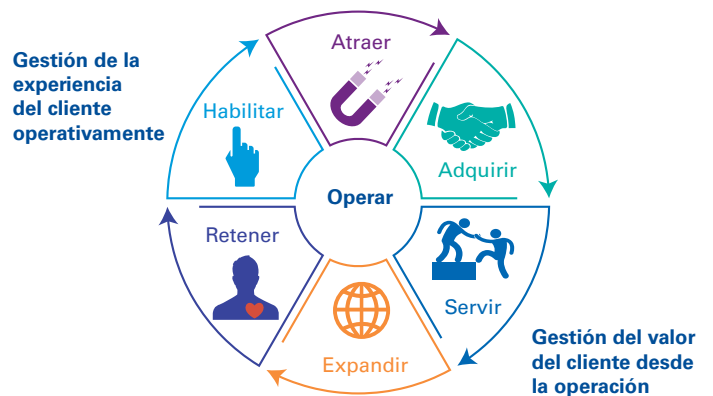 Gestión de la
experiencia
del cliente
operativamente
Atraer
Habilitar
Adquirir
Operar
Retener
Servir
Expandir
Gestión del valor
del cliente desde
la operación